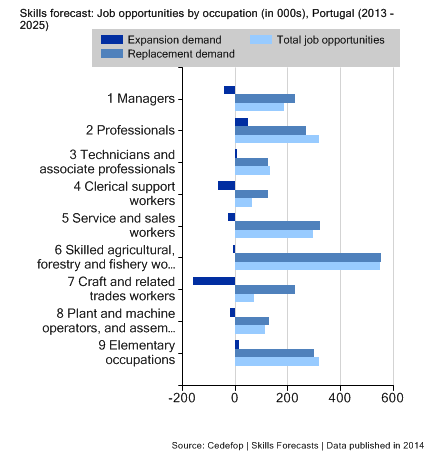 Skills forecast: Job opportunities by occupation (in 000s), Portugal (2013 -
2025)
Expansion demand
Total job opportunities
Replacement demand
1 Managers
2 Professionals
3 Technicians and
associate professionals
4 Clerical support
workers
5 Service and sales
workers
6 Skilled agricultural,
forestry and fishery wo...
7 Craft and related
trades workers
8 Plant and machine
operators, and assem...
9 Elementary
occupations
-200 0 200 400 600
Source: Cedefop | Skills Forecasts | Data published in 2014